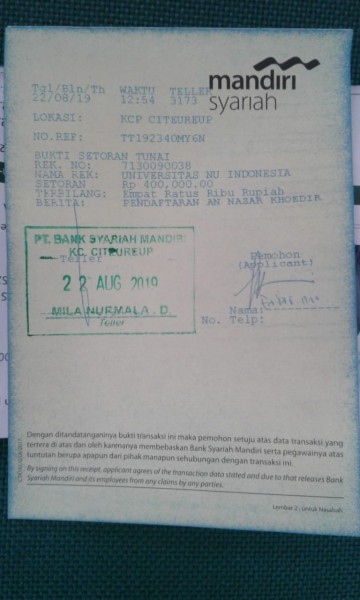 mandiri
syariah
Tgl/Bln/Th WAKTU TELLER
22/08/19 12:54 3173
LOKASI: KCP CITEUREUP
NO.REF: TT192340MY6N
BUKTI SETORAN TUNAI
REK. NO: 7130090038
NAMA REK: UNIVERSITAS NU INDONESIA
SETORAN Rp 400,000.00
TERBILANG: Empat Ratus Ribu Rupiah
BERITA: PENDAFTARAN AN NASAR KHOEDIR
PT. BANK SYARIAH MANDIRI
KC. CITEUREUP
Teller
22 AUG 2019
MILA NURMALA . D.
Teller
Pemohon
(Applicant)
Nama:
No. Telp:
Dengan ditandatanganinya bukti transaksi ini maka pemohon setuju atas data transaksi yang
tertera di atas dan oleh karenanya membebaskan Bank Syariah Mandiri serta pegawainya atas
tuntutan berupa apapun dari pihak manapun sehubungan dengan transaksi ini.
By signing on this receipt, applicant agrees of the transaction data stated and due to that releases Bank
Syariah Mandiri and its employees from any claims by any parties.
Lembar 2 : untuk Nasabah